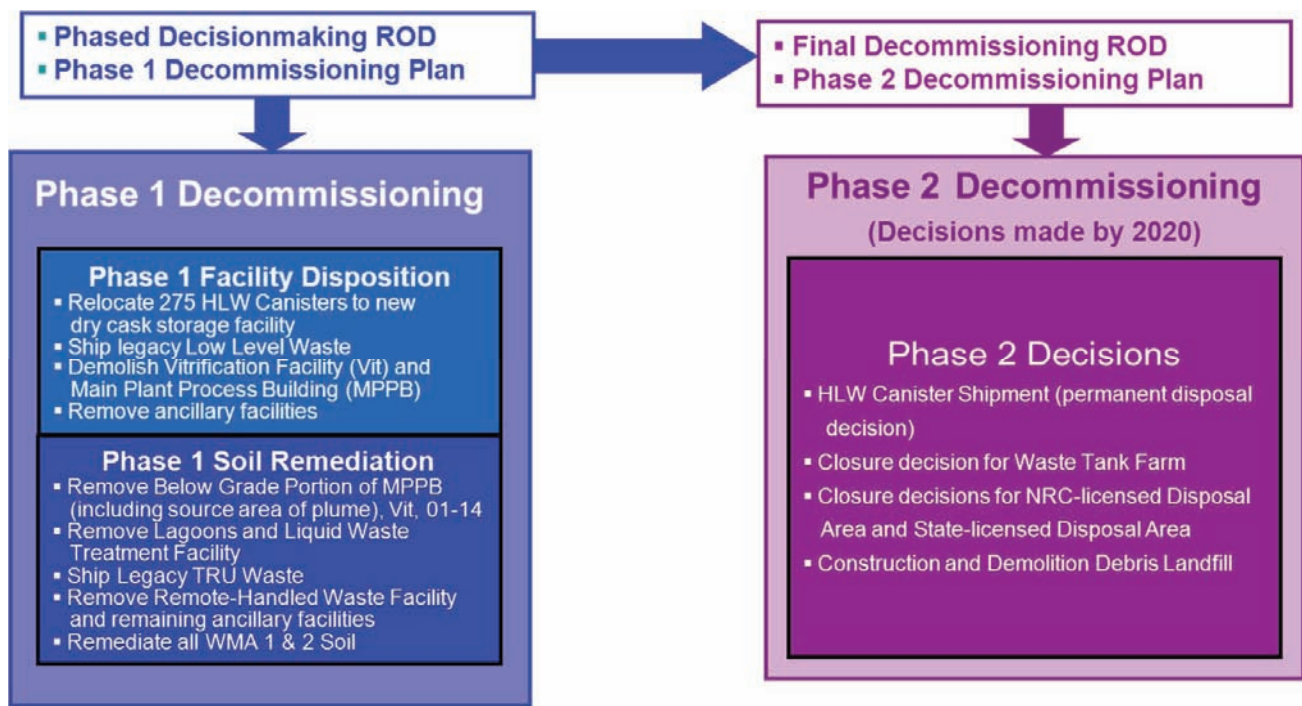 ▪ Phased Decisionmaking ROD
▪ Phase 1 Decommissioning Plan
▪ Final Decommissioning ROD
▪ Phase 2 Decommissioning Plan
Phase 1 Decommissioning
Phase 1 Facility Disposition
▪ Relocate 275 HLW Canisters to new
dry cask storage facility
▪ Ship legacy Low Level Waste
▪ Demolish Vitrification Facility (Vit) and
Main Plant Process Building (MPPB)
▪ Remove ancillary facilities
Phase 1 Soil Remediation
▪ Remove Below Grade Portion of MPPB
(including source area of plume), Vit, 01-14
▪ Remove Lagoons and Liquid Waste
Treatment Facility
▪ Ship Legacy TRU Waste
▪ Remove Remote-Handled Waste Facility
and remaining ancillary facilities
▪ Remediate all WMA 1 & 2 Soil
Phase 2 Decommissioning
(Decisions made by 2020)
Phase 2 Decisions
▪ HLW Canister Shipment (permanent disposal
decision)
▪ Closure decision for Waste Tank Farm
▪ Closure decisions for NRC-licensed Disposal
Area and State-licensed Disposal Area
▪ Construction and Demolition Debris Landfill